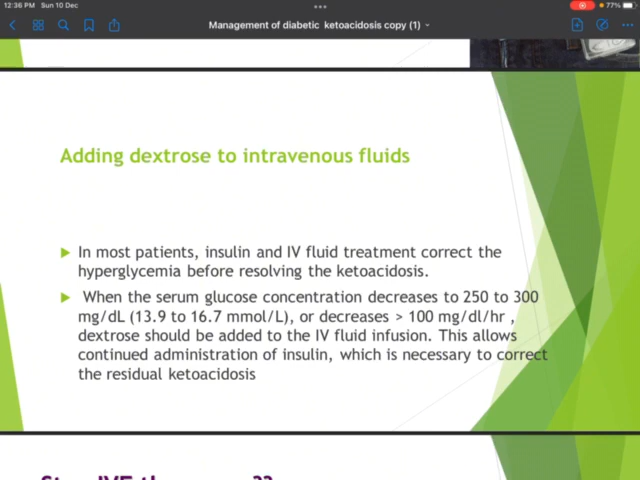 12:36 PM Sun 10 Dec
77%
Management of diabetic ketoacidosis copy (1)
Adding dextrose to intravenous fluids
In most patients, insulin and IV fluid treatment correct the
hyperglycemia before resolving the ketoacidosis.
When the serum glucose concentration decreases to 250 to 300
mg/dL (13.9 to 16.7 mmol/L), or decreases > 100 mg/dl/hr ,
dextrose should be added to the IV fluid infusion. This allows
continued administration of insulin, which is necessary to correct
the residual ketoacidosis